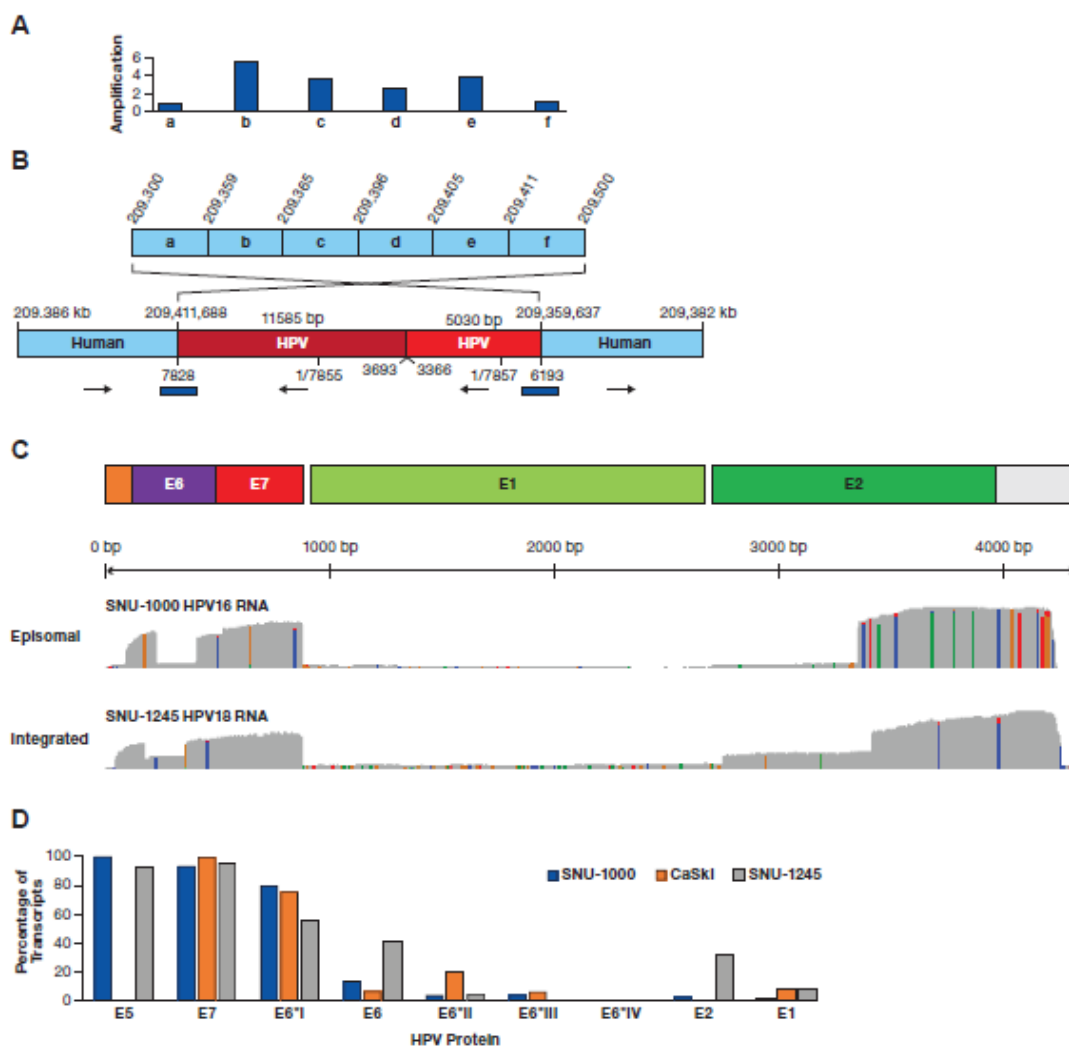 A
Amplification
6
4
2
0
a b c d e f
B
209.300 209.359 209.365 209.396 209.405 209.411 209.500
a b c d e f
209.386 kb 209,411,688 11585 bp 5030 bp 209,359,637 209,382 kb
Human HPV HPV Human
7828 1/7855 3693 3366 1/7857 6193
C
E6 E7 E1 E2
0 bp 1000 bp 2000 bp 3000 bp 4000 bp
SNU-1000 HPV16 RNA
Episomal
SNU-1245 HPV18 RNA
Integrated
D
Percentage of
Transcripts
100
80
60
40
20
0
SNU-1000 CaSkI SNU-1245
E5 E7 E6*I E6 E6*II E6*III E6*IV E2 E1
HPV Protein